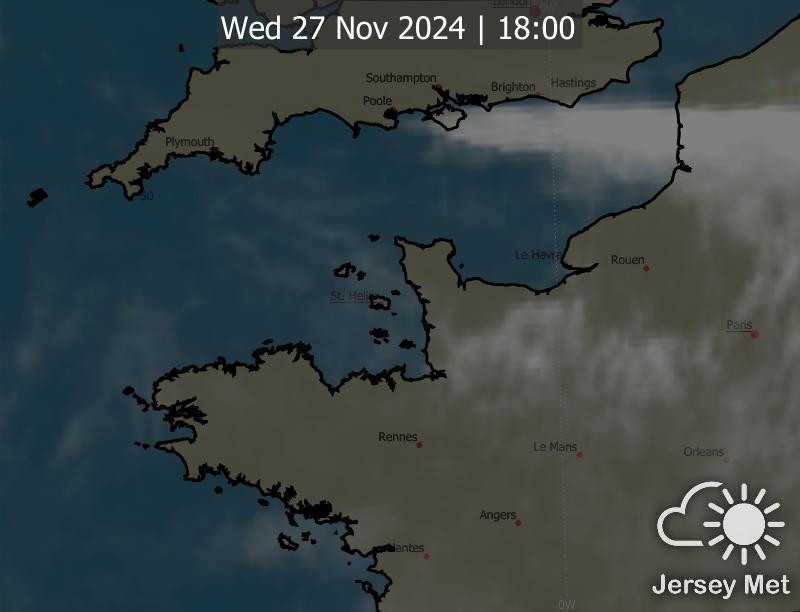 London
0W
Wed 27 Nov 2024 | 18:00
Southampton
Brighton
Hastings
Poole
Plymouth
50
Le Havre
Rouen
St. Helier
Paris
Rennes
Le Mans
Orleans
Angers
Nantes
Jersey Met
0W